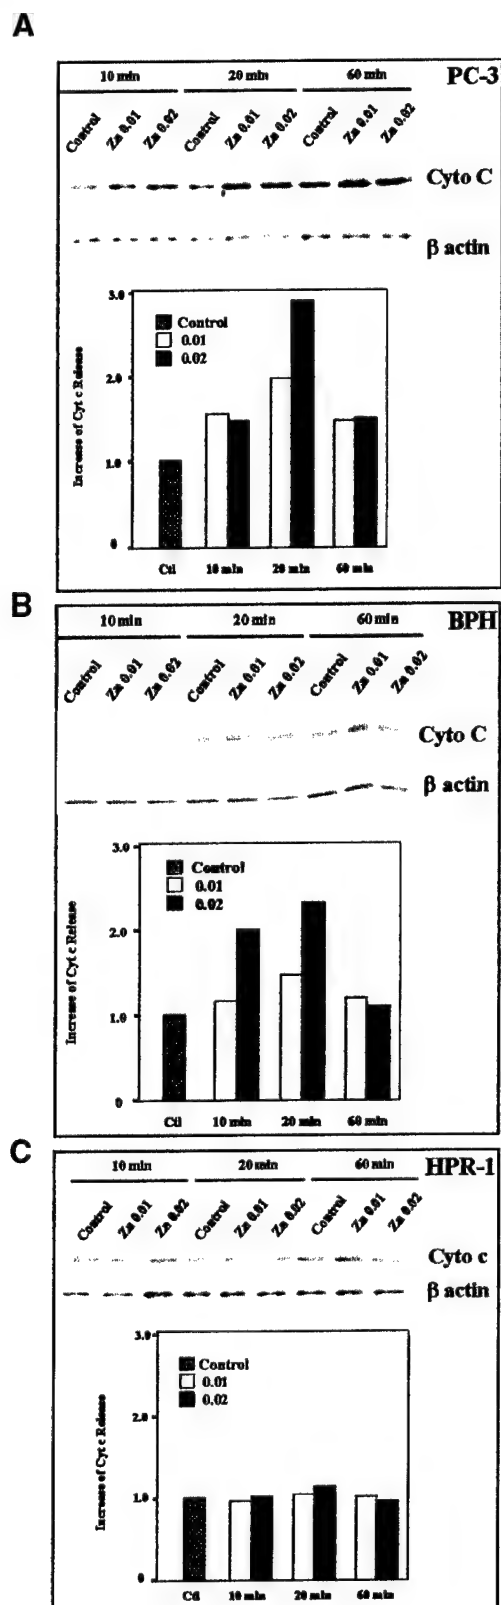 A
10 min 20 min 60 min PC-3
Control Zn 0.01 Zn 0.02 Control Zn 0.01 Zn 0.02 Control Zn 0.01 Zn 0.02
Cyto C
β actin
3.0
2.0
1.0
0
Increase of Cyt c Release
Control
0.01
0.02
Ctl 10 min 20 min 60 min
B
10 min 20 min 60 min BPH
Control Zn 0.01 Zn 0.02 Control Zn 0.01 Zn 0.02 Control Zn 0.01 Zn 0.02
Cyto C
β actin
3.0
2.0
1.0
0
Increase of Cyt c Release
Control
0.01
0.02
Ctl 10 min 20 min 60 min
C
10 min 20 min 60 min HPR-1
Control Zn 0.01 Zn 0.02 Control Zn 0.01 Zn 0.02 Control Zn 0.01 Zn 0.02
Cyto c
β actin
3.0
2.0
1.0
0
Increase of Cyt c Release
Control
0.01
0.02
Ctl 10 min 20 min 60 min